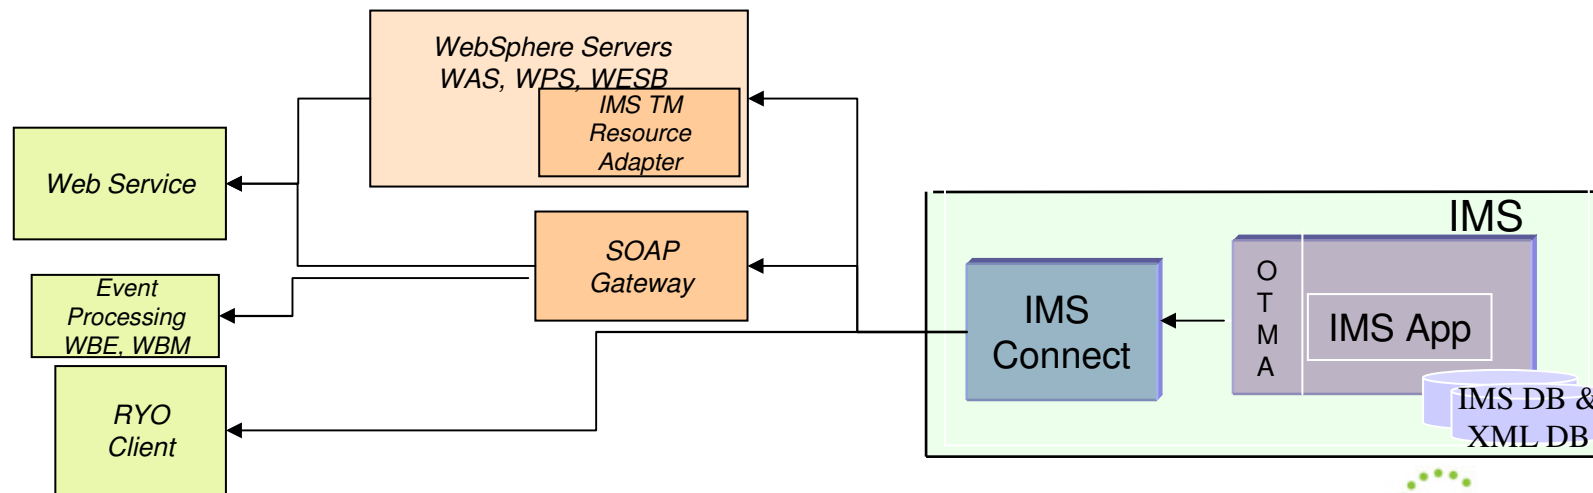 WebSphere Servers
WAS, WPS, WESB
IMS TM
Resource
Adapter
Web Service
SOAP
Gateway
Event
Processing
WBE, WBM
RYO
Client
IMS
IMS
Connect
O
T
M
A
IMS App
IMS DB &
XML DB